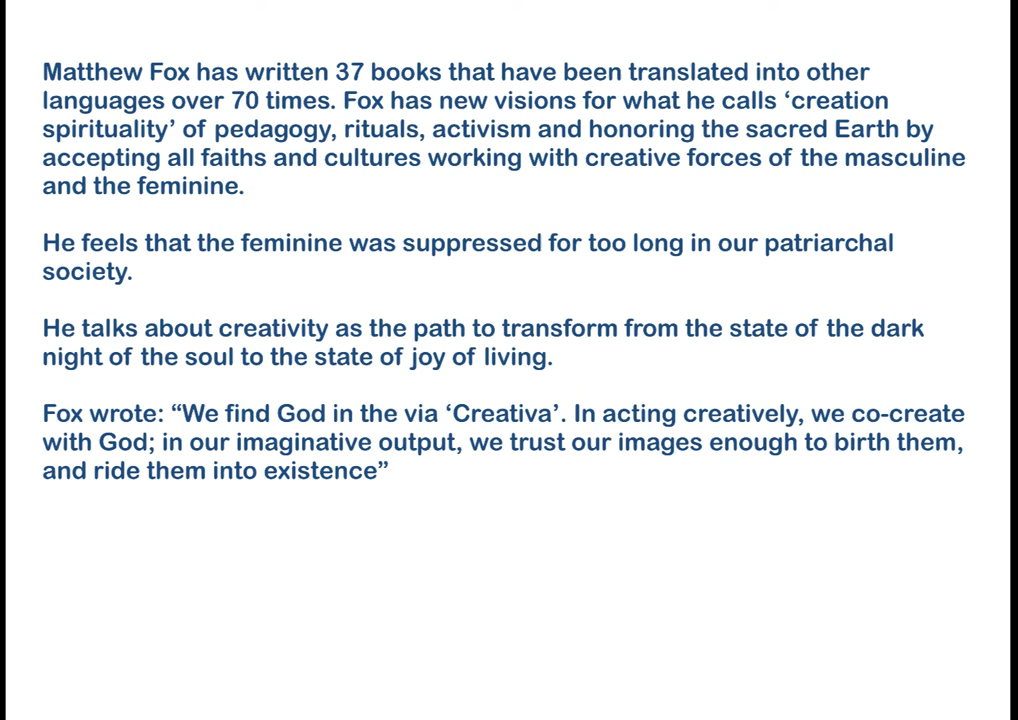 Matthew Fox has written 37 books that have been translated into other
languages over 70 times. Fox has new visions for what he calls ‘creation
spirituality’ of pedagogy, rituals, activism and honoring the sacred Earth by
accepting all faiths and cultures working with creative forces of the masculine
and the feminine.
He feels that the feminine was suppressed for too long in our patriarchal
society.
He talks about creativity as the path to transform from the state of the dark
night of the soul to the state of joy of living.
Fox wrote: “We find God in the via ‘Creativa’. In acting creatively, we co-create
with God; in our imaginative output, we trust our images enough to birth them,
and ride them into existence”